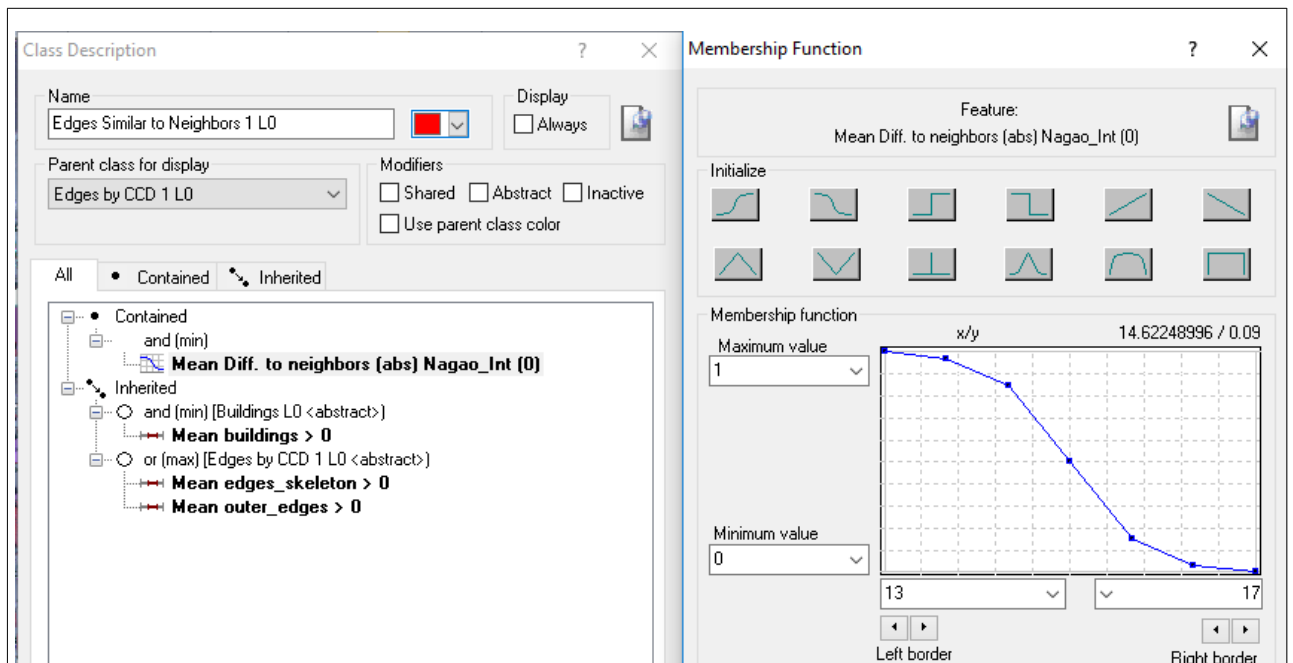 Class Description ?
Name
Edges Similar to Neighbors 1 L0
Display
Always
Parent class for display
Edges by CCD 1 L0
Modifiers
Shared Abstract Inactive
Use parent class color
All Contained Inherited
Contained
and (min)
Mean Diff. to neighbors (abs) Nagao_Int (0)
Inherited
and (min) [Buildings L0 <abstract>]
Mean buildings > 0
or (max) [Edges by CCD 1 L0 <abstract>]
Mean edges_skeleton > 0
Mean outer_edges > 0
Membership Function ?
Feature:
Mean Diff. to neighbors (abs) Nagao_Int (0)
Initialize
Membership function
x/y 14.62248996 / 0.09
Maximum value
1
Minimum value
0
13 17
Left border Right border